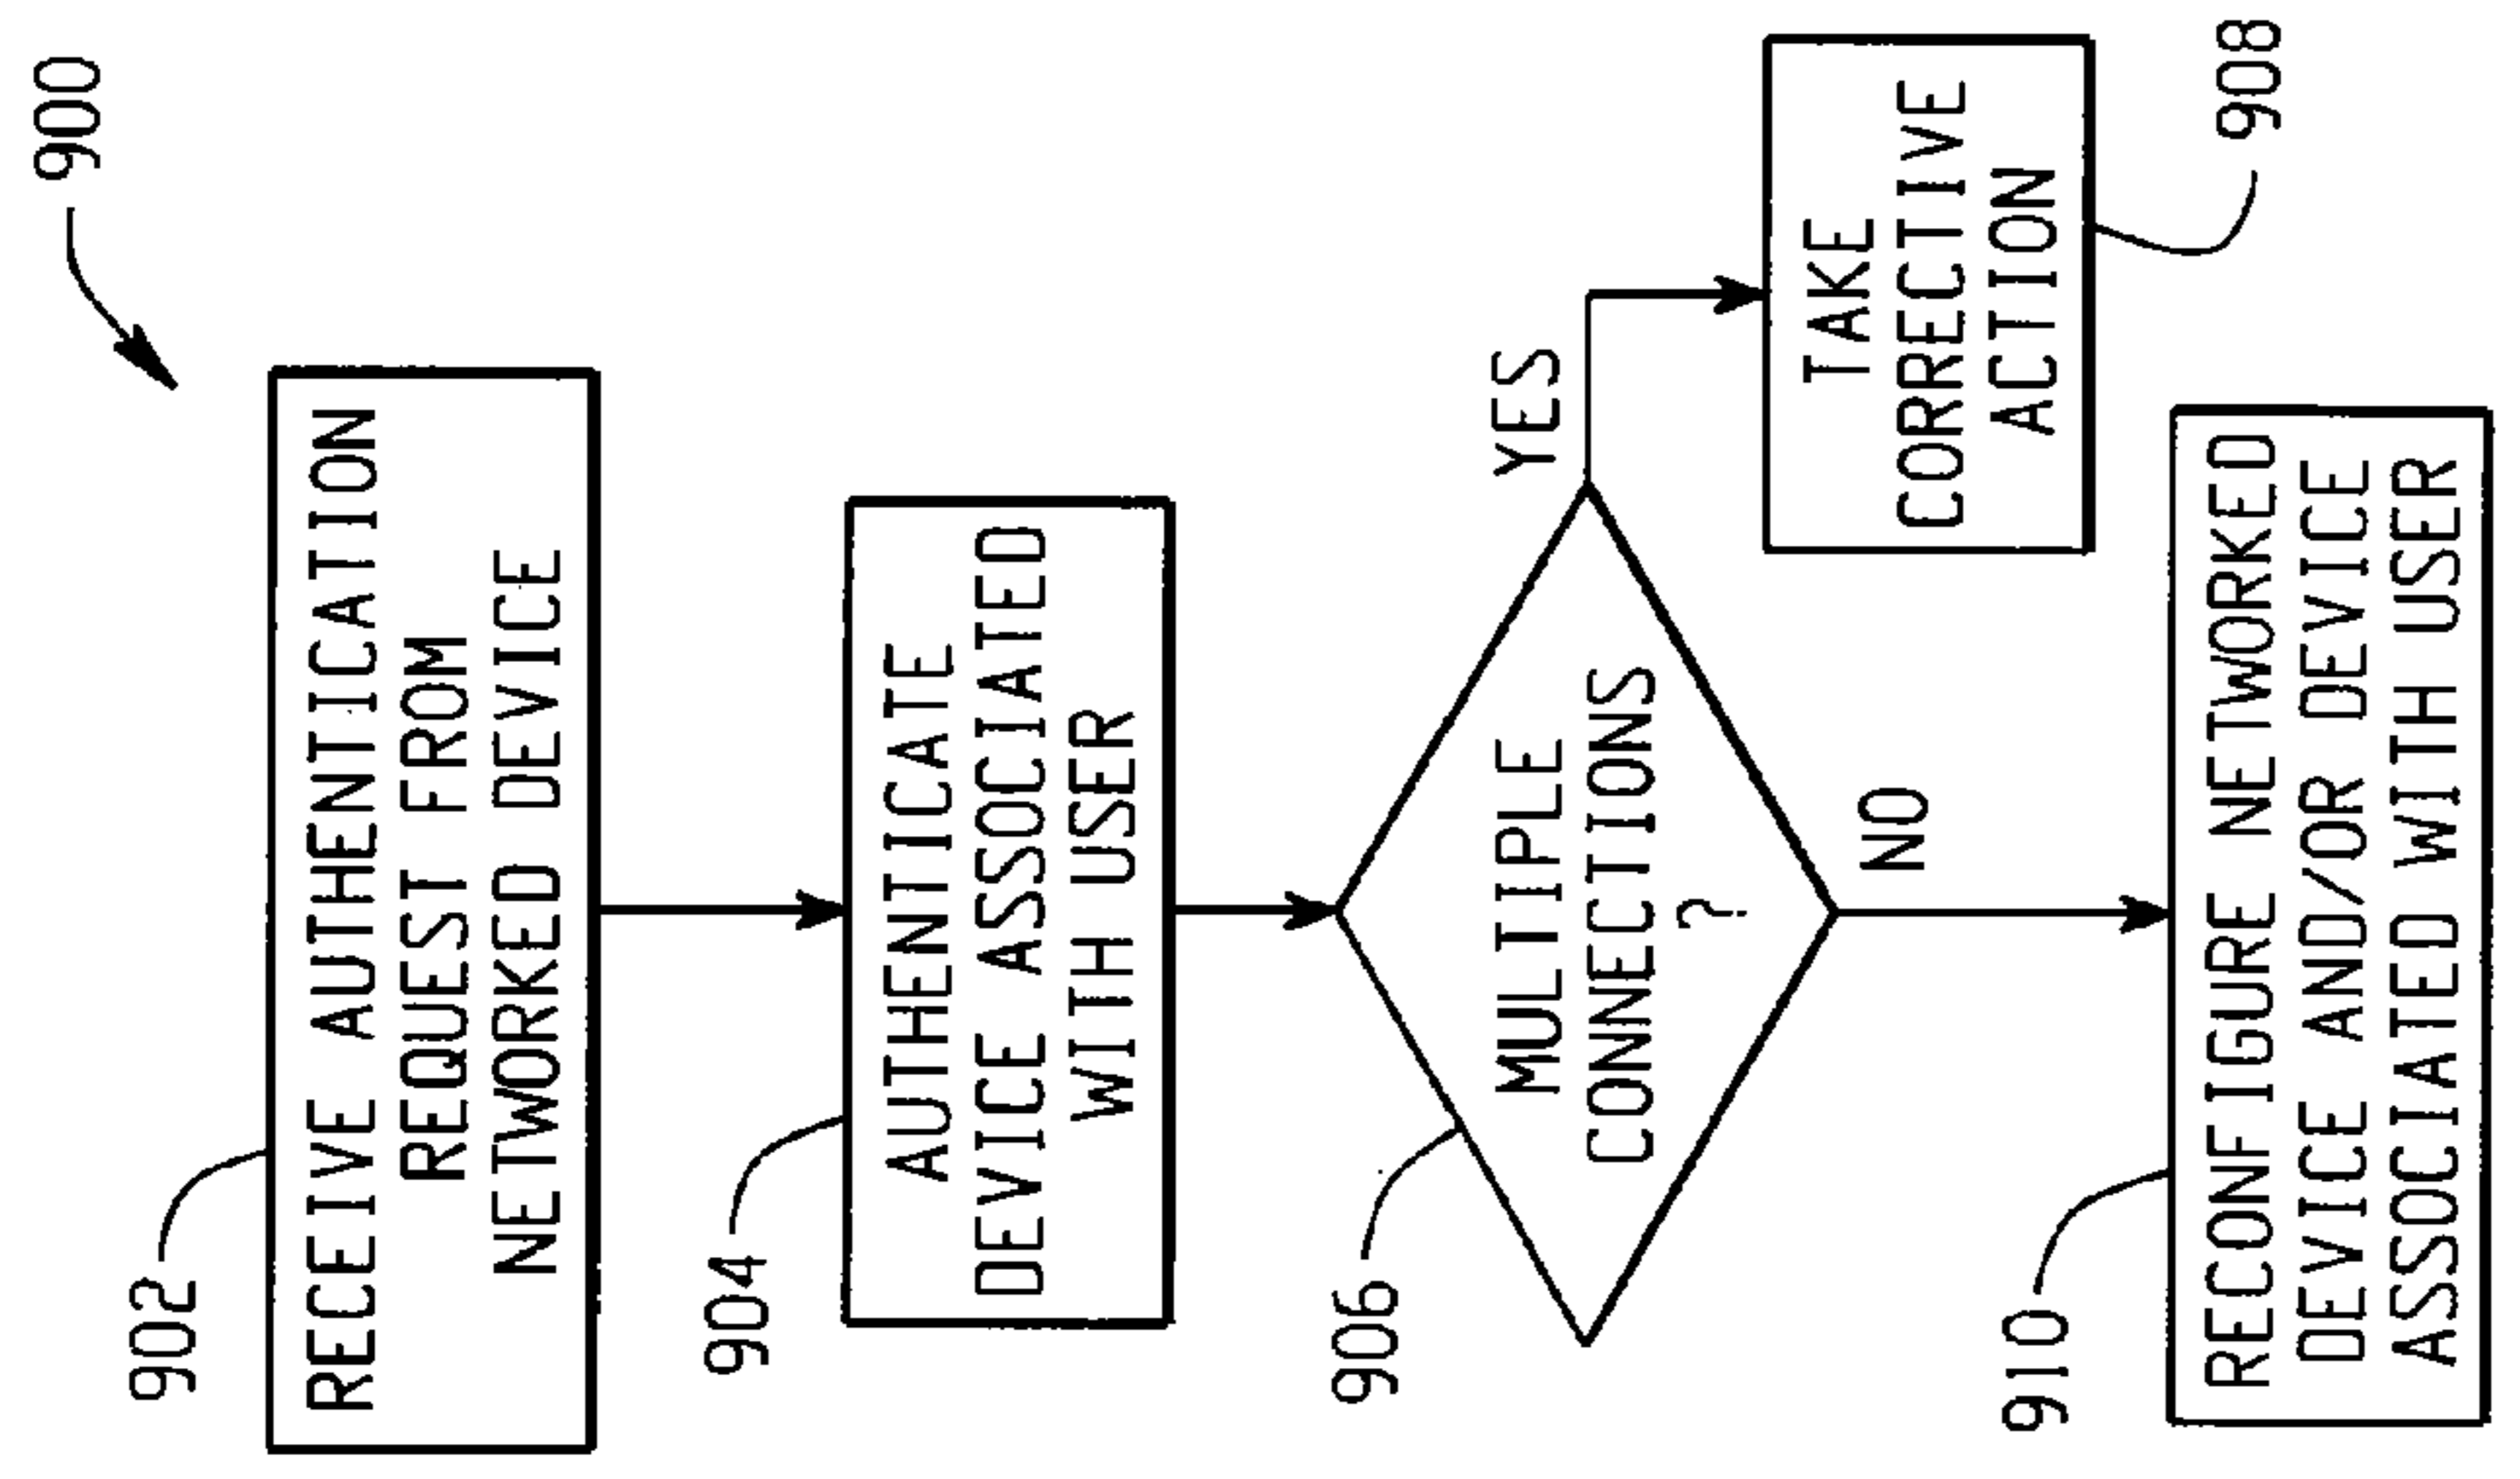 900
902
RECEIVE AUTHENTICATION
REQUEST FROM
NETWORKED DEVICE
904
AUTHENTICATE
DEVICE ASSOCIATED
WITH USER
906
MULTIPLE
CONNECTIONS
?
YES
TAKE
CORRECTIVE
ACTION
908
NO
910
RECONFIGURE NETWORKED
DEVICE AND/OR DEVICE
ASSOCIATED WITH USER